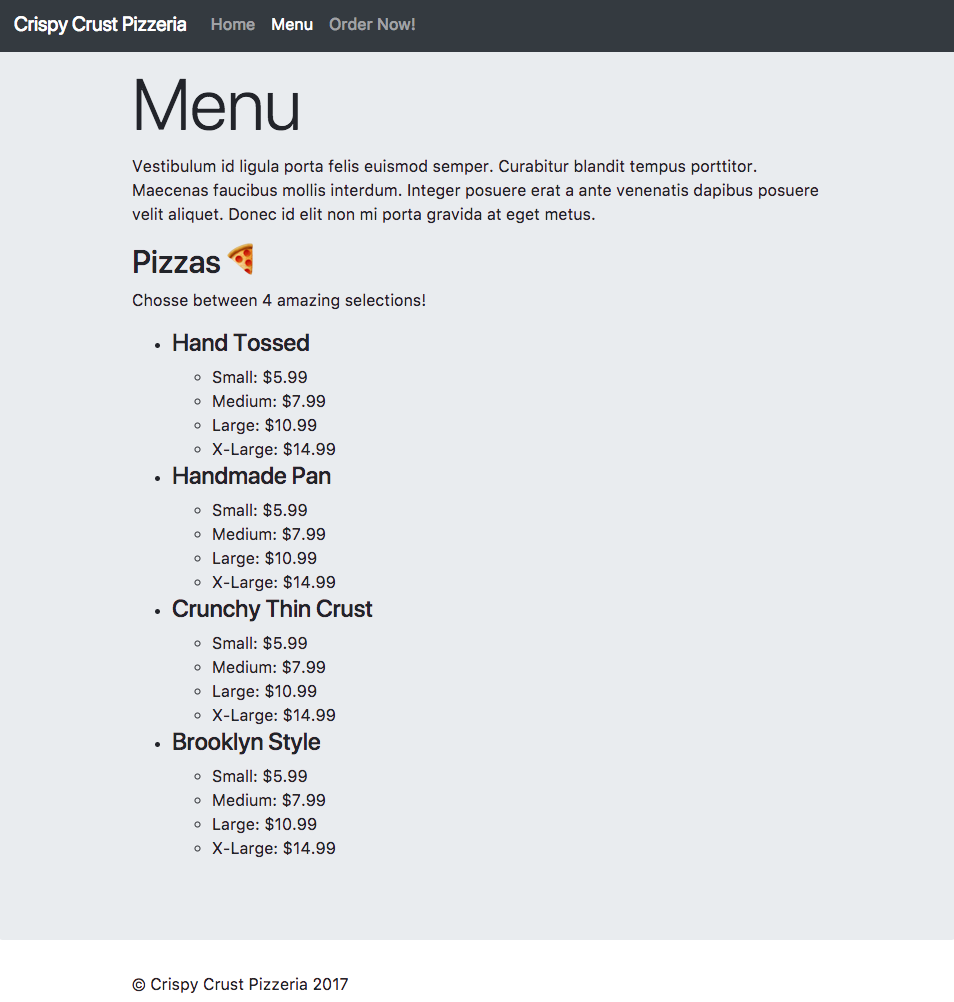 Crispy Crust Pizzeria Home Menu Order Now!
Menu
Vestibulum id ligula porta felis euismod semper. Curabitur blandit tempus porttitor.
Maecenas faucibus mollis interdum. Integer posuere erat a ante venenatis dapibus posuere
velit aliquet. Donec id elit non mi porta gravida at eget metus.
Pizzas
Chosse between 4 amazing selections!
Hand Tossed
Small: $5.99
Medium: $7.99
Large: $10.99
X-Large: $14.99
Handmade Pan
Small: $5.99
Medium: $7.99
Large: $10.99
X-Large: $14.99
Crunchy Thin Crust
Small: $5.99
Medium: $7.99
Large: $10.99
X-Large: $14.99
Brooklyn Style
Small: $5.99
Medium: $7.99
Large: $10.99
X-Large: $14.99
© Crispy Crust Pizzeria 2017